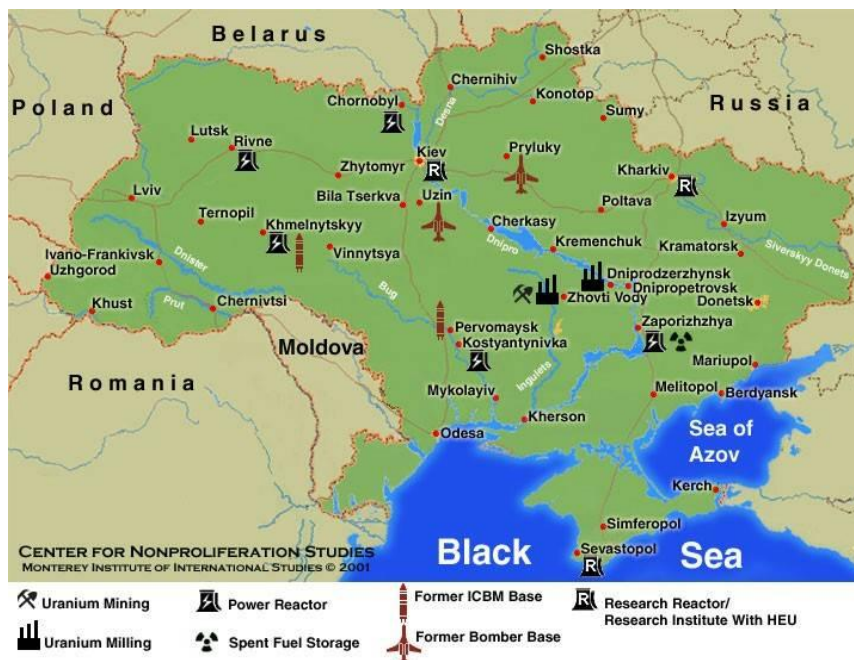 Belarus
Shostka
Chernihiv
Poland
Chornobyl
Desna
Konotop
Russia
Sumy
Lutsk
Rivne
Kiev
Pryluky
Zhytomyr
Kharkiv
Lviv
Bila Tserkva
Uzin
Poltava
Ternopil
Izyum
Khmelnytskyy
Cherkasy
Dnister
Dnipro
Kremenchuk
Kramatorsk
Siverskyy Donets
Ivano-Frankivsk
Vinnytsya
Uzhgorod
Dniprodzerzhynsk
Bug
Zhovti Vody
Dnipropetrovsk
Khust
Prut
Chernivtsi
Donetsk
Pervomaysk
Zaporizhzhya
Moldova
Kostyantynivka
Romania
Ingulets
Mariupol
Mykolayiv
Melitopol
Berdyansk
Kherson
Odesa
Sea of
Azov
Kerch
Simferopol
CENTER FOR NONPROLIFERATION STUDIES
Black Sea
Sevastopol
MONTEREY INSTITUTE OF INTERNATIONAL STUDIES © 2001
R
R
R
Uranium Mining
Power Reactor
Former ICBM Base
R
Research Reactor/
Research Institute With HEU
Uranium Milling
Spent Fuel Storage
Former Bomber Base